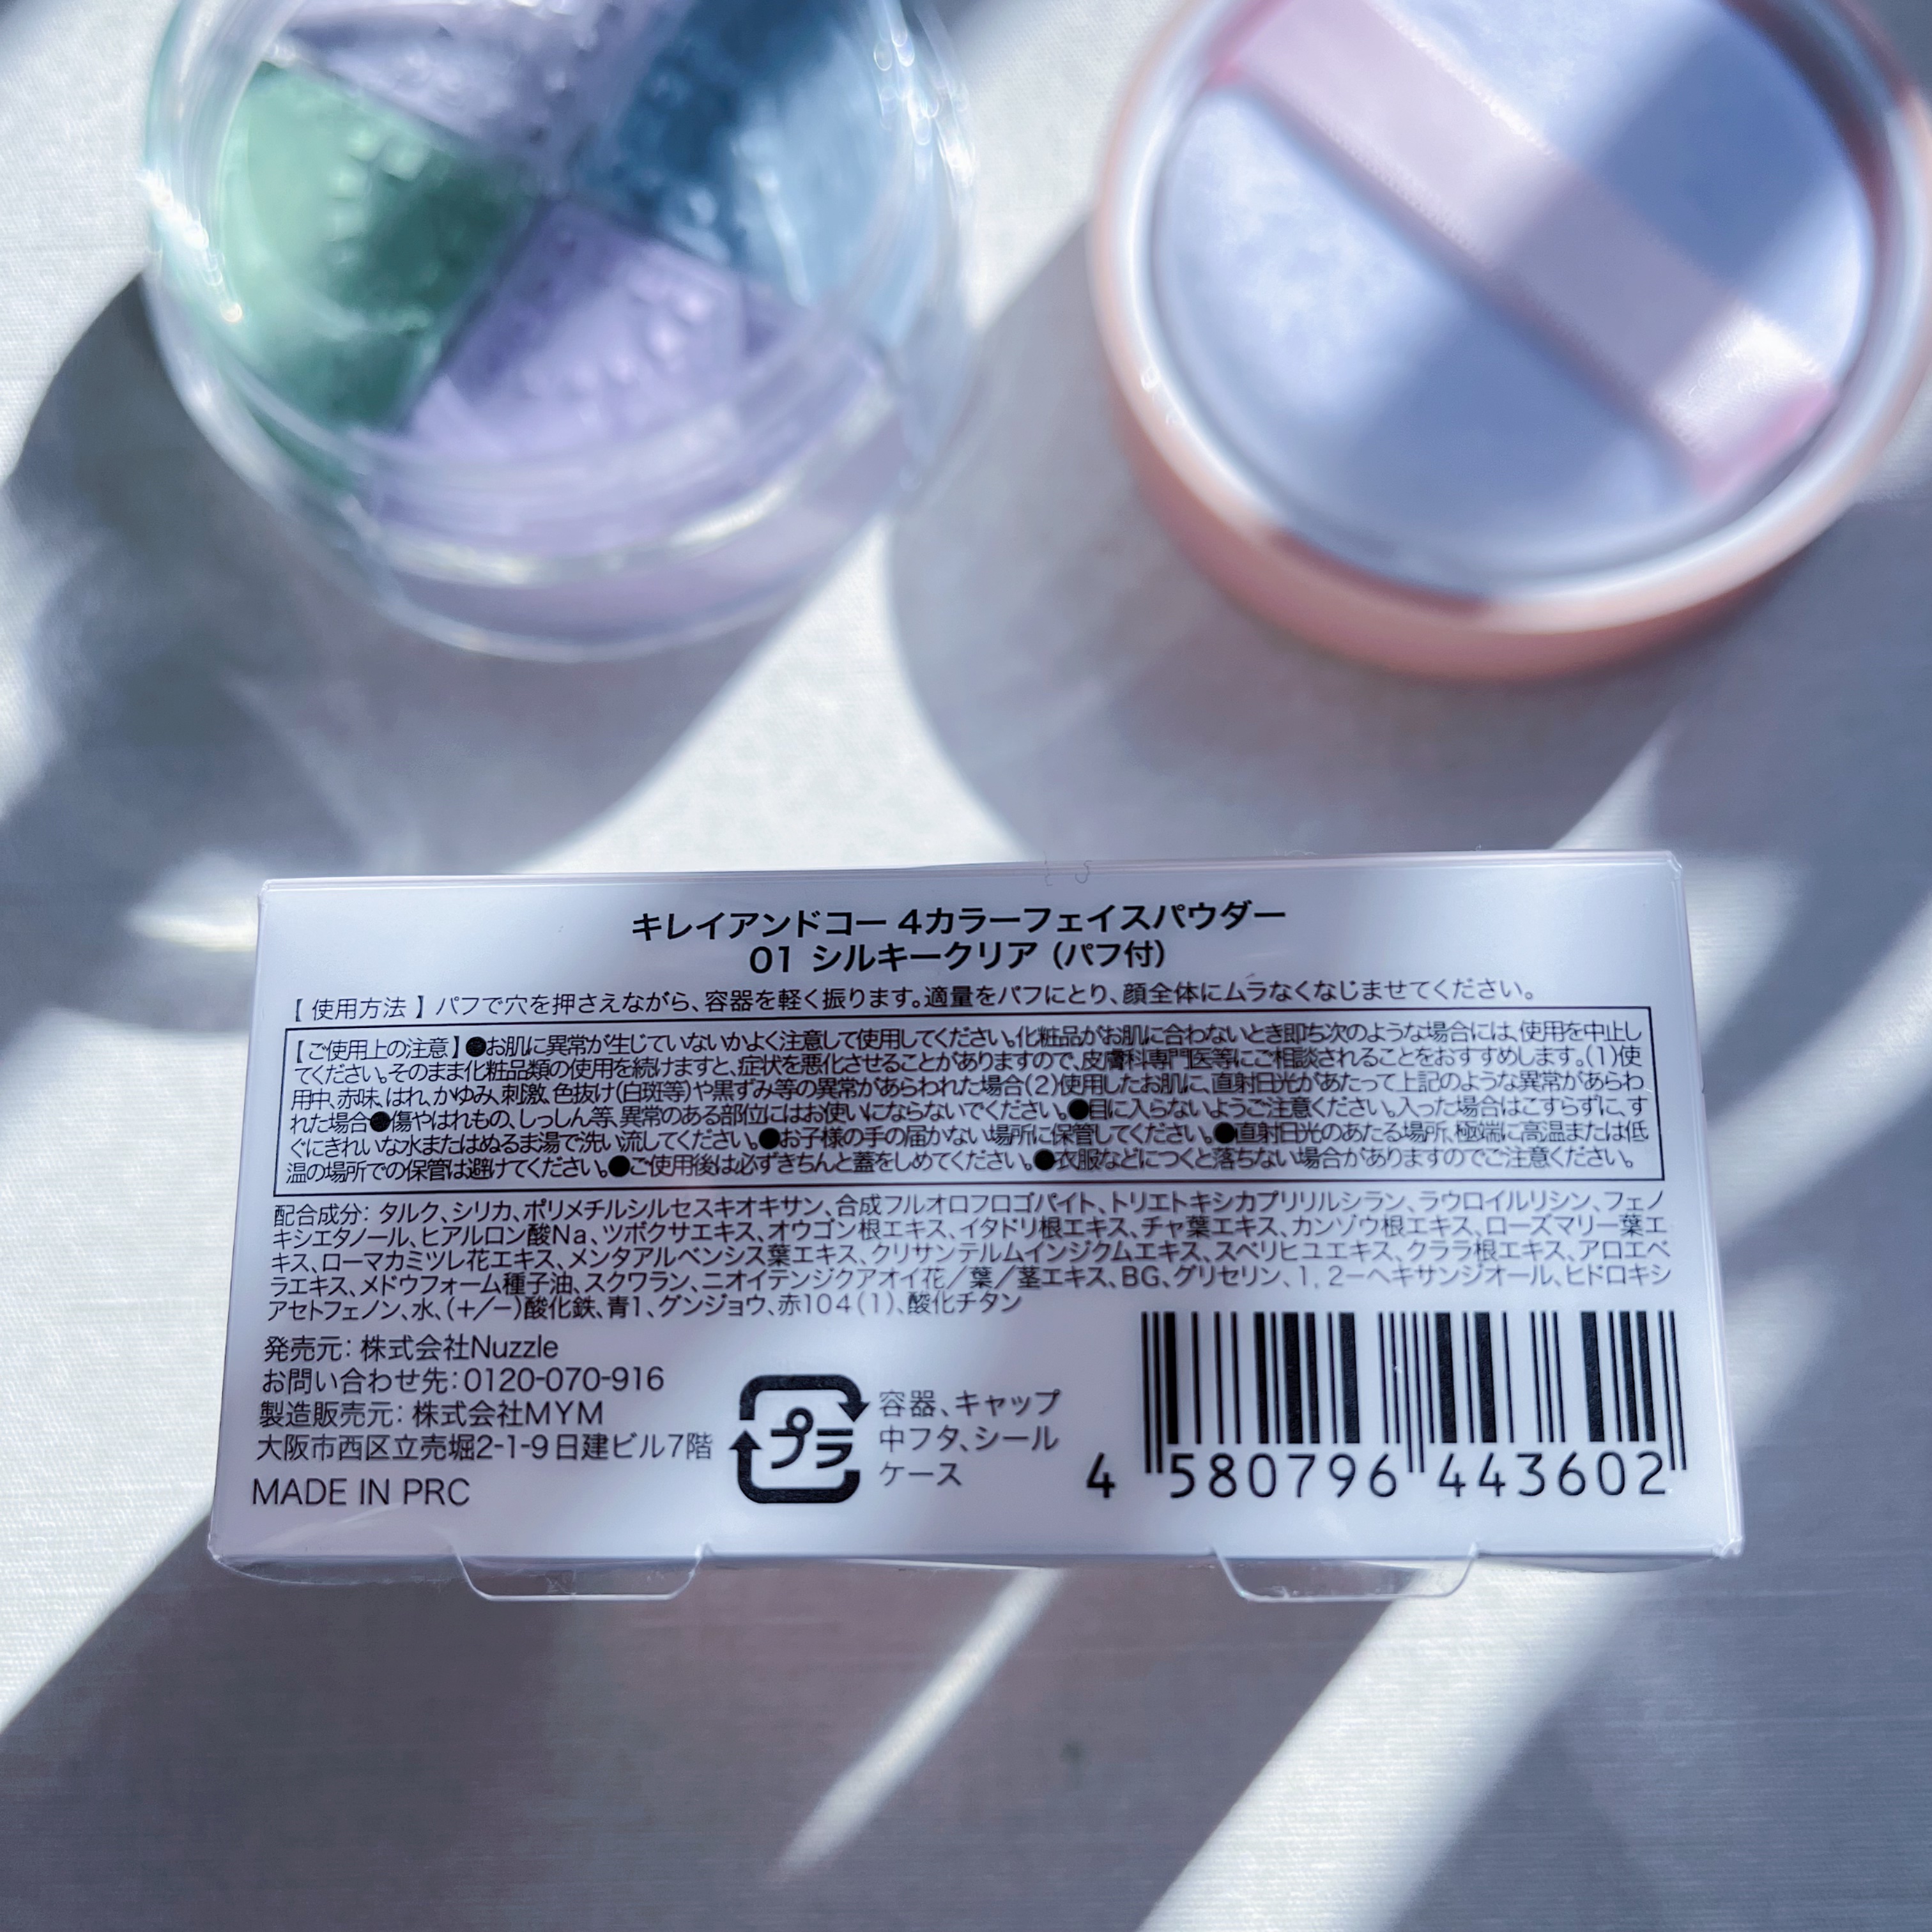 キレイアンドコー 4カラーフェイスパウダー
01 シルキークリア（パフ付）
【 使用方法 】パフで穴を押さえながら、容器を軽く振ります。適量をパフにとり、顔全体にムラなくなじませてください。
【ご使用上の注意】●お肌に異常が生じていないかよく注意して使用してください。化粧品がお肌に合わないとき即ち次のような場合には、使用を中止し
てください。そのまま化粧品類の使用を続けますと、症状を悪化させることがありますので、皮膚科専門医等にご相談されることをおすすめします。(1)使
用中、赤味、はれ、かゆみ、刺激、色抜け(白斑等)や黒ずみ等の異常があらわれた場合(2)使用したお肌に、直射日光があたって上記のような異常があらわ
れた場合●傷やはれもの、しっしん等、異常のある部位にはお使いにならないでください。●目に入らないようご注意ください。入った場合はこすらずに、す
ぐにきれいな水またはぬるま湯で洗い流してください。●お子様の手の届かない場所に保管してください。●直射日光のあたる場所、極端に高温または低
温の場所での保管は避けてください。●ご使用後は必ずきちんと蓋をしめてください。●衣服などにつくと落ちない場合がありますのでご注意ください。
配合成分：タルク、シリカ、ポリメチルシルセスキオキサン、合成フルオロフロゴパイト、トリエトキシカプリリルシラン、ラウロイルリシン、フェノ
キシエタノール、ヒアルロン酸Na、ツボクサエキス、オウゴン根エキス、イタドリ根エキス、チャ葉エキス、カンゾウ根エキス、ローズマリー葉エ
キス、ローマカミツレ花エキス、メンタアルベンシス葉エキス、クリサンテルムインジクムエキス、スベリヒユエキス、クララ根エキス、アロエベ
ラエキス、メドウフォーム種子油、スクワラン、ニオイテンジクアオイ花／葉／茎エキス、BG、グリセリン、1，2－ヘキサンジオール、ヒドロキシ
アセトフェノン、水、(＋/－)酸化鉄、青1、グンジョウ、赤104(1)、酸化チタン
発売元：株式会社Nuzzle
お問い合わせ先：0120-070-916
製造販売元：株式会社MYM
大阪市西区立売堀2-1-9日建ビル7階
MADE IN PRC
プラ
容器、キャップ
中フタ、シール
ケース
4 580796 443602